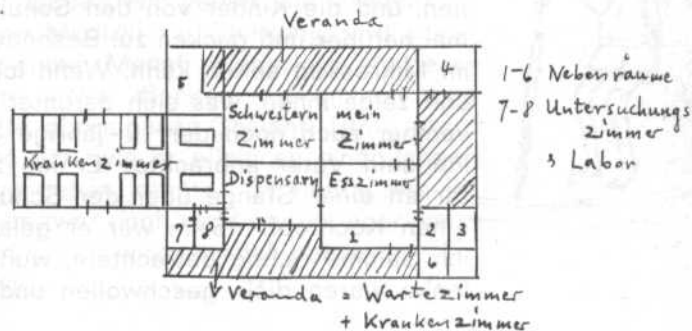 Veranda
5
4
1-6 Nebenräume
7-8 Untersuchungs
zimmer
, Labor
Schwestern
Zimmer
mein
Zimmer
Krankenzimmer
Dispensary
Esszimmer
7
8
1
2
3
6
Veranda = Wartezimmer
+ Krankenzimmer